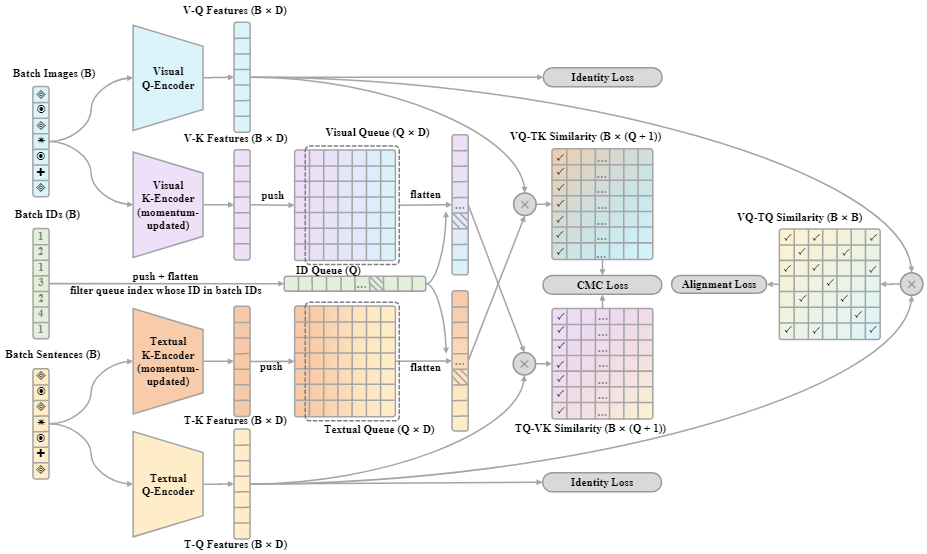 V-Q Features (B × D)
Batch Images (B)
Visual
Q-Encoder
Identity Loss
V-K Features (B × D)
Visual Queue (Q × D)
VQ-TK Similarity (B × (Q + 1))
Visual
K-Encoder
(momentum-
updated)
push
flatten
...
Batch IDs (B)
1
2
1
3
2
4
1
push + flatten
filter queue index whose ID in batch IDs
ID Queue (Q)
...
VQ-TQ Similarity (B × B)
CMC Loss
Alignment Loss
Batch Sentences (B)
Textual
K-Encoder
(momentum-
updated)
push
flatten
...
T-K Features (B × D)
Textual Queue (Q × D)
TQ-VK Similarity (B × (Q + 1))
Textual
Q-Encoder
Identity Loss
T-Q Features (B × D)